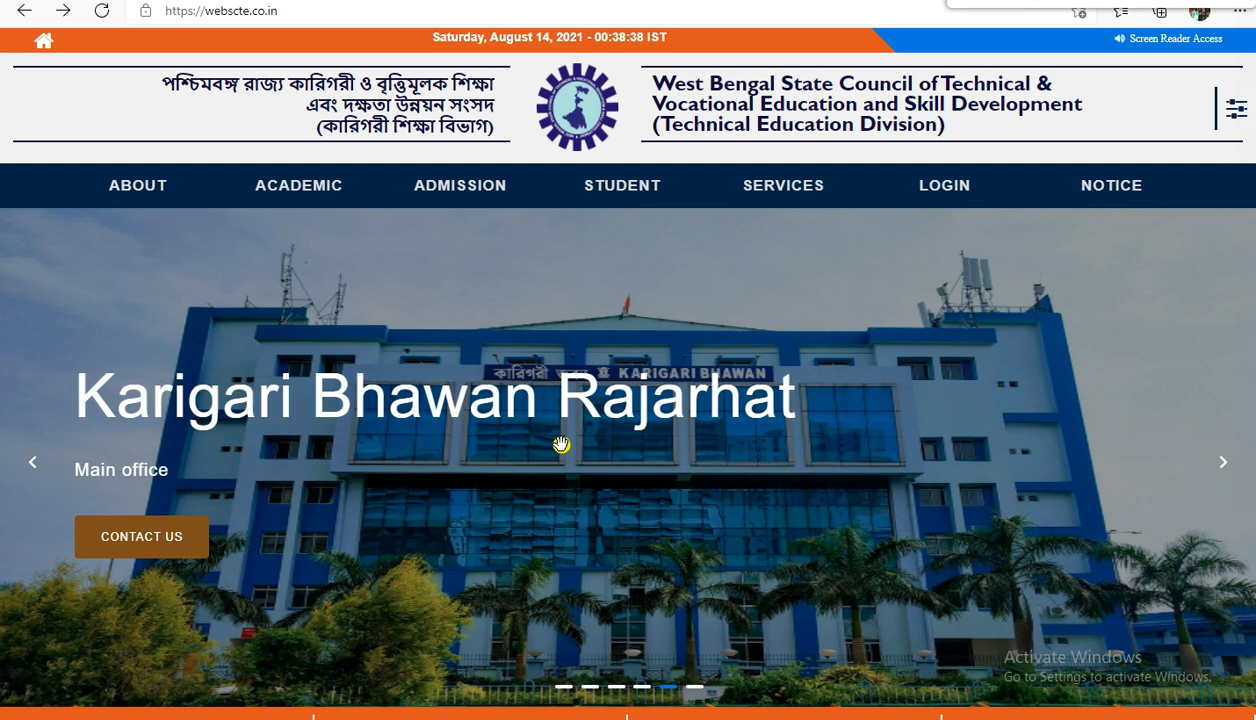 https://webscte.co.in
Saturday, August 14, 2021 - 00:38:38 IST
Screen Reader Access
পশ্চিমবঙ্গ রাজ্য কারিগরী ও বৃত্তিমূলক শিক্ষা
এবং দক্ষতা উন্নয়ন সংসদ
(কারিগরী শিক্ষা বিভাগ)
West Bengal State Council of Technical &
Vocational Education and Skill Development
(Technical Education Division)
ABOUT ACADEMIC ADMISSION STUDENT SERVICES LOGIN NOTICE
কারিগরী ভবন KARIGARI BHAWAN
Karigari Bhawan Rajarhat
Main office
CONTACT US
Activate Windows
Go to Settings to activate Windows.